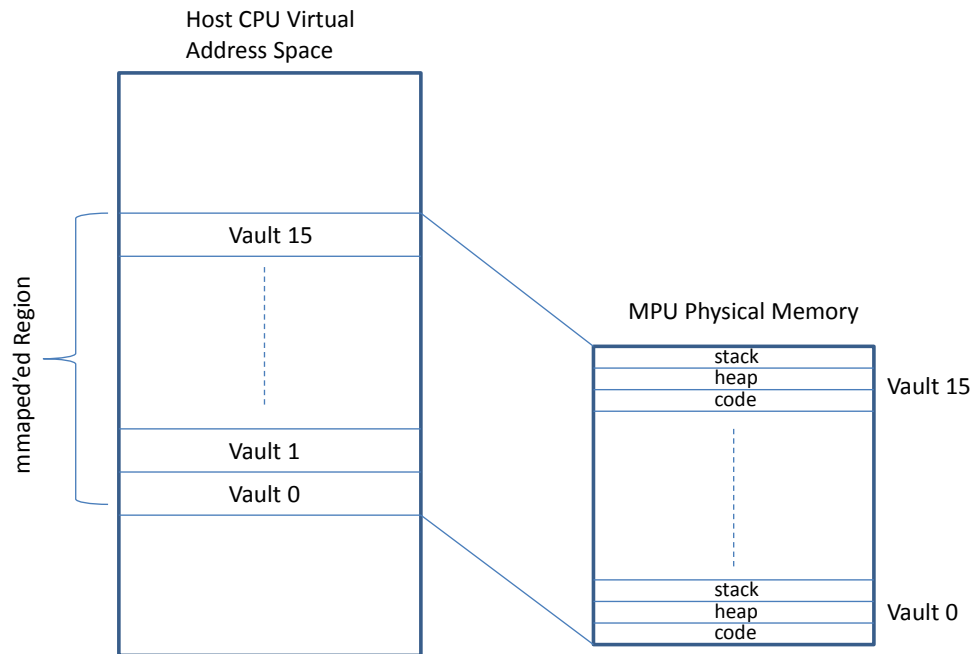 Host CPU Virtual
Address Space
Vault 15
mmaped'ed Region
Vault 1
Vault 0
MPU Physical Memory
stack
heap
code
Vault 15
stack
heap
code
Vault 0